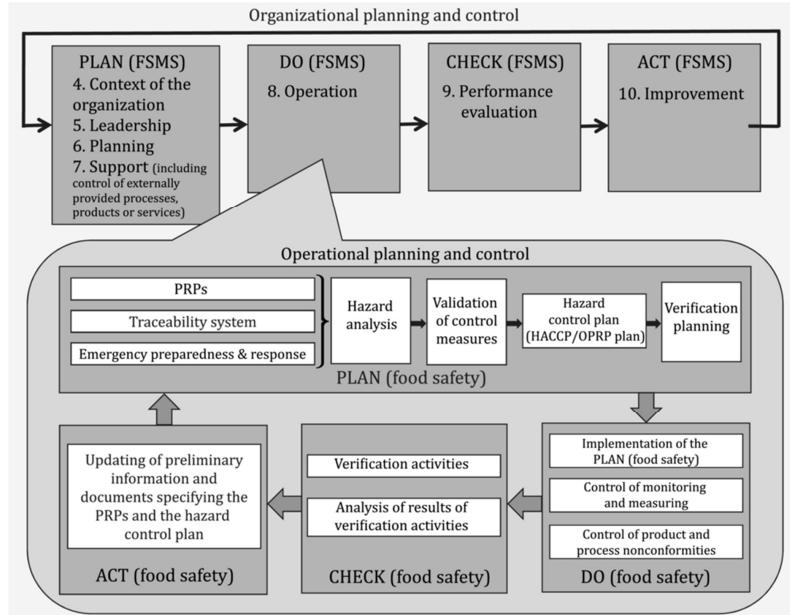 Organizational planning and control
PLAN (FSMS)
4. Context of the
organization
5. Leadership
6. Planning
7. Support (including
control of externally
provided processes,
products or services)
DO (FSMS)
8. Operation
CHECK (FSMS)
9. Performance
evaluation
ACT (FSMS)
10. Improvement
Operational planning and control
PRPs
Traceability system
Emergency preparedness & response
Hazard
analysis
Validation
of control
measures
Hazard
control plan
(HACCP/OPRP plan)
Verification
planning
PLAN (food safety)
Implementation of the
PLAN (food safety)
Control of monitoring
and measuring
Control of product and
process nonconformities
DO (food safety)
Verification activities
Analysis of results of
verification activities
CHECK (food safety)
Updating of preliminary
information and
documents specifying the
PRPs and the hazard
control plan
ACT (food safety)